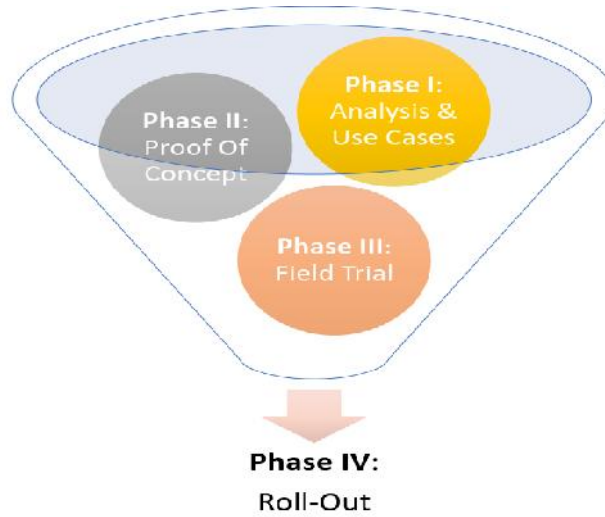 Phase I:
Analysis &
Use Cases
Phase II:
Proof Of
Concept
Phase III:
Field Trial
Phase IV:
Roll-Out